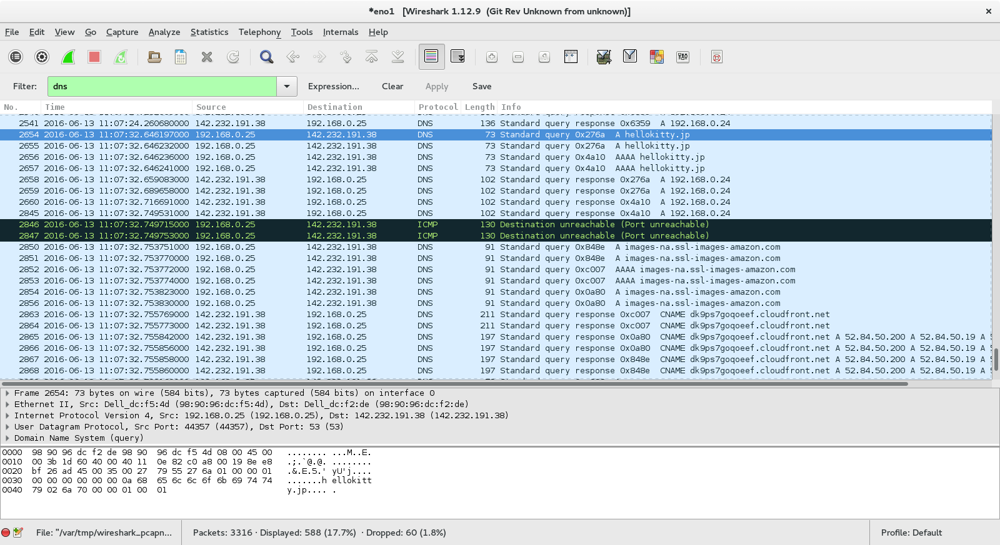 *eno1 [Wireshark 1.12.9 (Git Rev Unknown from unknown)]
File Edit View Go Capture Analyze Statistics Telephony Tools Internals Help
Filter: dns Expression... Clear Apply Save
No. Time Source Destination Protocol Length Info
2541 2016-06-13 11:07:24.260680000 142.232.191.38 192.168.0.25 DNS 136 Standard query response 0x6359 A 192.168.0.24
2654 2016-06-13 11:07:32.646197000 192.168.0.25 142.232.191.38 DNS 73 Standard query 0x276a A hellokitty.jp
2655 2016-06-13 11:07:32.646232000 192.168.0.25 142.232.191.38 DNS 73 Standard query 0x276a A hellokitty.jp
2656 2016-06-13 11:07:32.646236000 192.168.0.25 142.232.191.38 DNS 73 Standard query 0x4a10 AAAA hellokitty.jp
2657 2016-06-13 11:07:32.646241000 192.168.0.25 142.232.191.38 DNS 73 Standard query 0x4a10 AAAA hellokitty.jp
2658 2016-06-13 11:07:32.659083000 142.232.191.38 192.168.0.25 DNS 102 Standard query response 0x276a A 192.168.0.24
2659 2016-06-13 11:07:32.689658000 142.232.191.38 192.168.0.25 DNS 102 Standard query response 0x276a A 192.168.0.24
2660 2016-06-13 11:07:32.716691000 142.232.191.38 192.168.0.25 DNS 102 Standard query response 0x4a10 A 192.168.0.24
2845 2016-06-13 11:07:32.749531000 142.232.191.38 192.168.0.25 DNS 102 Standard query response 0x4a10 A 192.168.0.24
2846 2016-06-13 11:07:32.749715000 192.168.0.25 142.232.191.38 ICMP 130 Destination unreachable (Port unreachable)
2847 2016-06-13 11:07:32.749753000 192.168.0.25 142.232.191.38 ICMP 130 Destination unreachable (Port unreachable)
2850 2016-06-13 11:07:32.753751000 192.168.0.25 142.232.191.38 DNS 91 Standard query 0x848e A images-na.ssl-images-amazon.com
2851 2016-06-13 11:07:32.753770000 192.168.0.25 142.232.191.38 DNS 91 Standard query 0x848e A images-na.ssl-images-amazon.com
2852 2016-06-13 11:07:32.753772000 192.168.0.25 142.232.191.38 DNS 91 Standard query 0xc007 AAAA images-na.ssl-images-amazon.com
2853 2016-06-13 11:07:32.753774000 192.168.0.25 142.232.191.38 DNS 91 Standard query 0xc007 AAAA images-na.ssl-images-amazon.com
2854 2016-06-13 11:07:32.753823000 192.168.0.25 142.232.191.38 DNS 91 Standard query 0x0a80 A images-na.ssl-images-amazon.com
2856 2016-06-13 11:07:32.753830000 192.168.0.25 142.232.191.38 DNS 91 Standard query 0x0a80 A images-na.ssl-images-amazon.com
2863 2016-06-13 11:07:32.755769000 142.232.191.38 192.168.0.25 DNS 211 Standard query response 0xc007 CNAME dk9ps7goqoeef.cloudfront.net
2864 2016-06-13 11:07:32.755773000 142.232.191.38 192.168.0.25 DNS 211 Standard query response 0xc007 CNAME dk9ps7goqoeef.cloudfront.net
2865 2016-06-13 11:07:32.755842000 142.232.191.38 192.168.0.25 DNS 197 Standard query response 0x0a80 CNAME dk9ps7goqoeef.cloudfront.net A 52.84.50.200 A 52.84.50.19 A
2866 2016-06-13 11:07:32.755856000 142.232.191.38 192.168.0.25 DNS 197 Standard query response 0x0a80 CNAME dk9ps7goqoeef.cloudfront.net A 52.84.50.200 A 52.84.50.19 A
2867 2016-06-13 11:07:32.755858000 142.232.191.38 192.168.0.25 DNS 197 Standard query response 0x848e CNAME dk9ps7goqoeef.cloudfront.net A 52.84.50.200 A 52.84.50.19 A
2868 2016-06-13 11:07:32.755860000 142.232.191.38 192.168.0.25 DNS 197 Standard query response 0x848e CNAME dk9ps7goqoeef.cloudfront.net A 52.84.50.200 A 52.84.50.19 A
Frame 2654: 73 bytes on wire (584 bits), 73 bytes captured (584 bits) on interface 0
Ethernet II, Src: Dell_dc:f5:4d (98:90:96:dc:f5:4d), Dst: Dell_dc:f2:de (98:90:96:dc:f2:de)
Internet Protocol Version 4, Src: 192.168.0.25 (192.168.0.25), Dst: 142.232.191.38 (142.232.191.38)
User Datagram Protocol, Src Port: 44357 (44357), Dst Port: 53 (53)
Domain Name System (query)
0000 98 90 96 dc f2 de 98 90 96 dc f5 4d 08 00 45 00 ........ ...M..E.
0010 00 3b 1d 60 40 00 40 11 0e 82 c0 a8 00 19 8e e8 .;.`@.@. ........
0020 bf 26 ad 45 00 35 00 27 79 55 27 6a 01 00 00 01 .&.E.5.' yU'j....
0030 00 00 00 00 00 00 0a 68 65 6c 6c 6f 6b 69 74 74 .......h ellokitt
0040 79 02 6a 70 00 00 01 00 01 y.jp.... .
File: "/var/tmp/wireshark_pcapn... Packets: 3316 · Displayed: 588 (17.7%) · Dropped: 60 (1.8%) Profile: Default